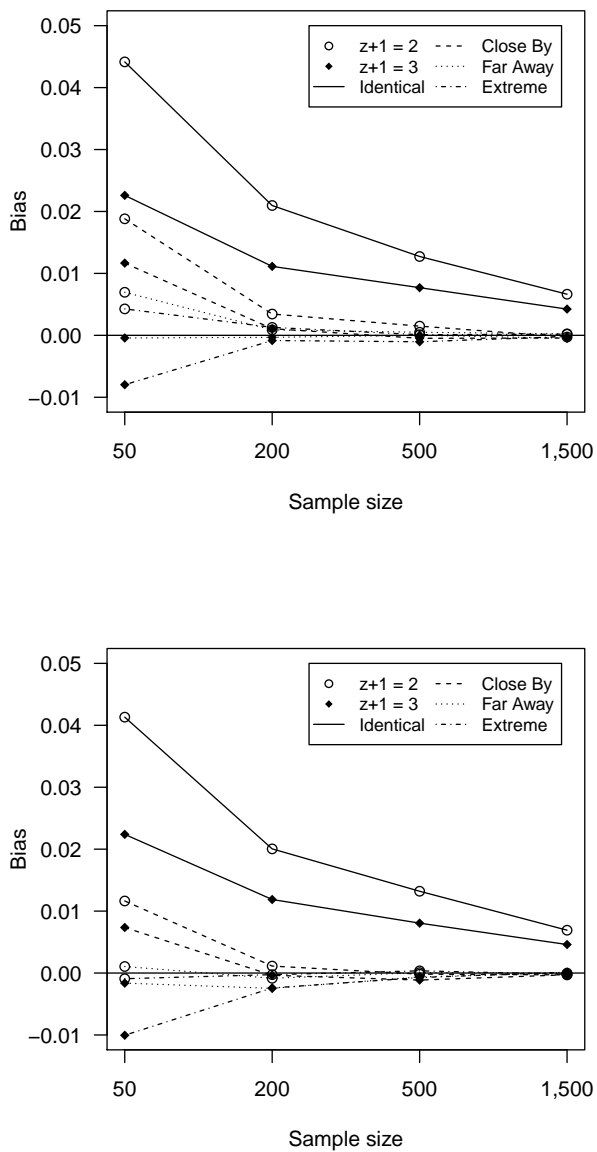 0.05
0.04
0.03
0.02
0.01
0.00
−0.01
Bias
z+1 = 2 Close By
z+1 = 3 Far Away
Identical Extreme
50 200 500 1,500
Sample size
0.05
0.04
0.03
0.02
0.01
0.00
−0.01
Bias
z+1 = 2 Close By
z+1 = 3 Far Away
Identical Extreme
50 200 500 1,500
Sample size